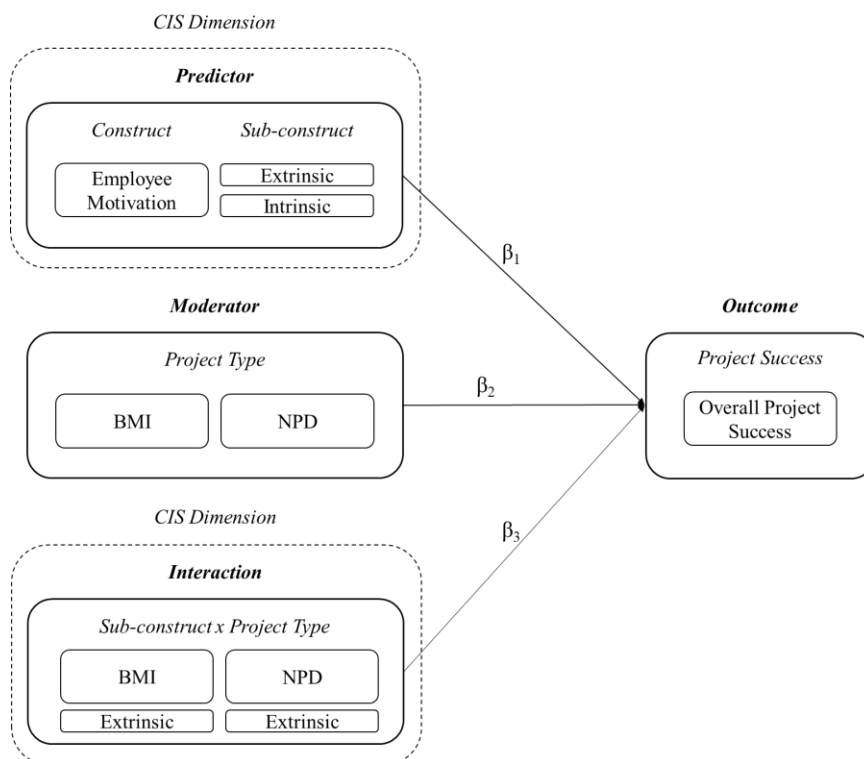 CIS Dimension
Predictor
Construct
Sub-construct
Employee
Motivation
Extrinsic
Intrinsic
β1
Moderator
Project Type
BMI
NPD
β2
Outcome
Project Success
Overall Project
Success
CIS Dimension
Interaction
Sub-construct x Project Type
BMI
NPD
Extrinsic
Extrinsic
β3